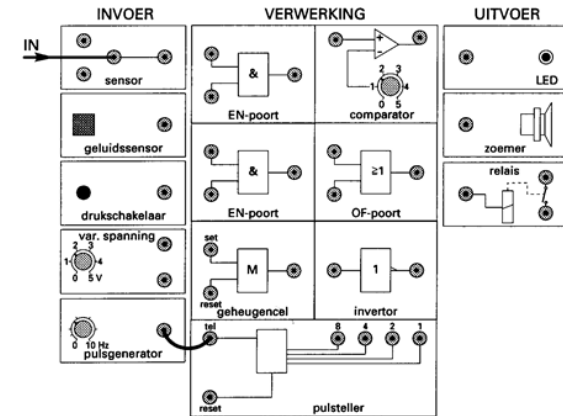 INVOER VERWERKING UITVOER
IN
sensor
& EN-poort
+ -
2 3
1 4
0 5
comparator
LED
geluidssensor
& EN-poort
≥1 OF-poort
zoemer
drukschakelaar
relais
var. spanning
2 3
1 4
0 5 V
set
M
reset
geheugencel
1
invertor
0 10 Hz
pulsgenerator
tel 8 4 2 1
reset
pulsteller